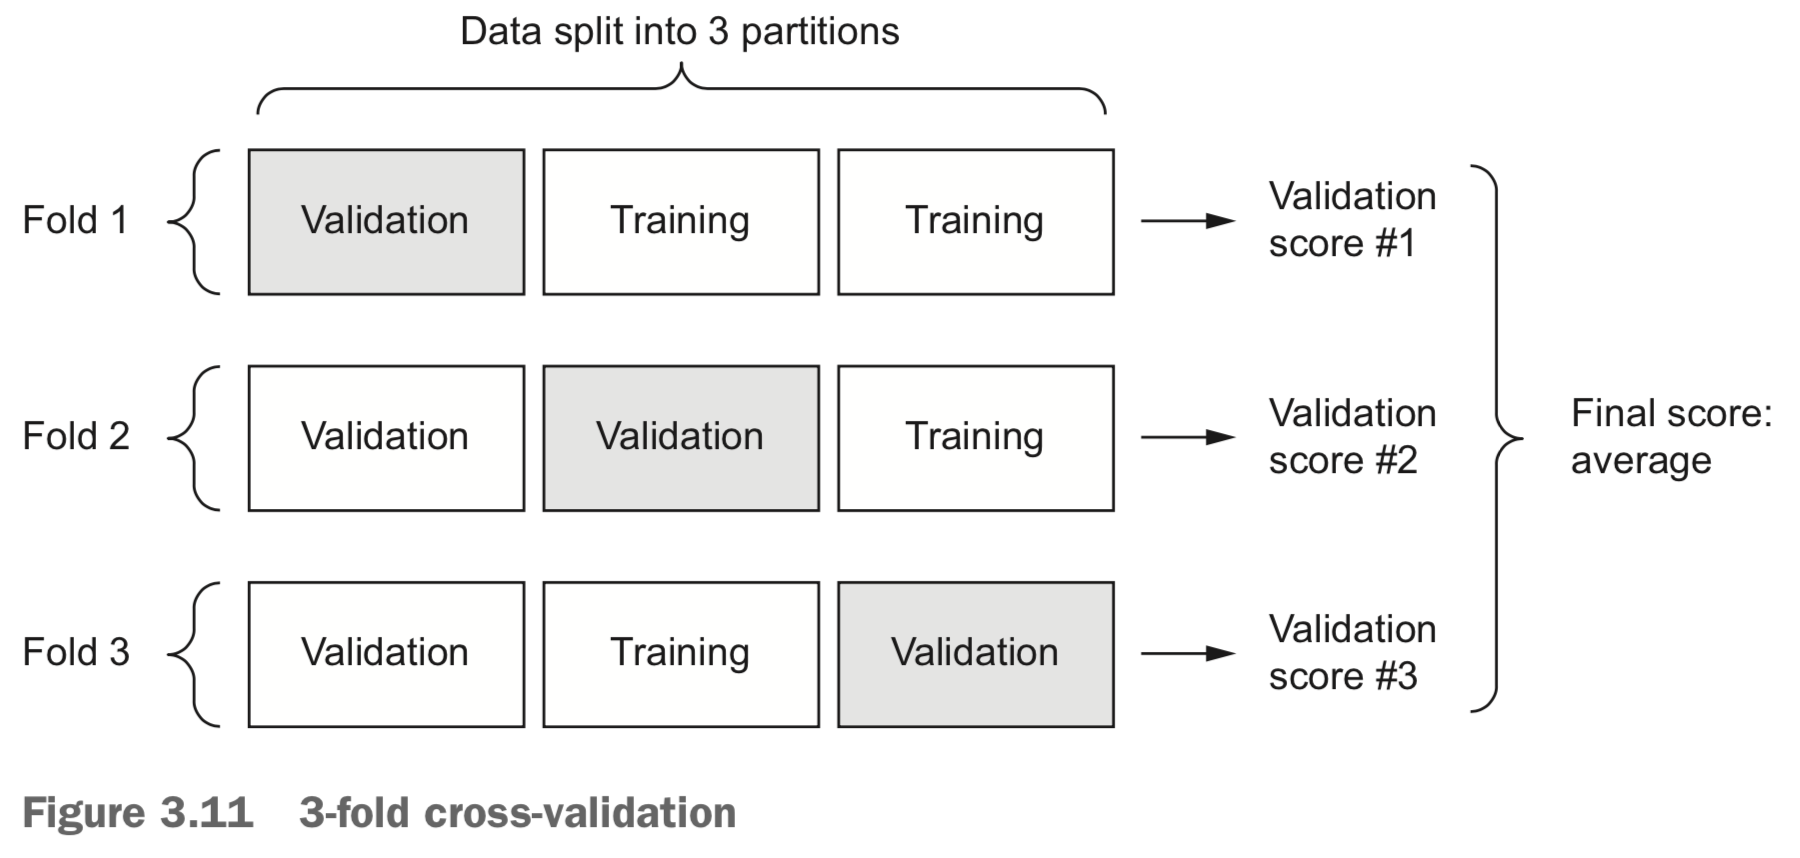 Data split into 3 partitions
Fold 1
Validation
Training
Training
Validation
score #1
Fold 2
Validation
Validation
Training
Validation
score #2
Final score:
average
Fold 3
Validation
Training
Validation
Validation
score #3
Figure 3.11 3-fold cross-validation